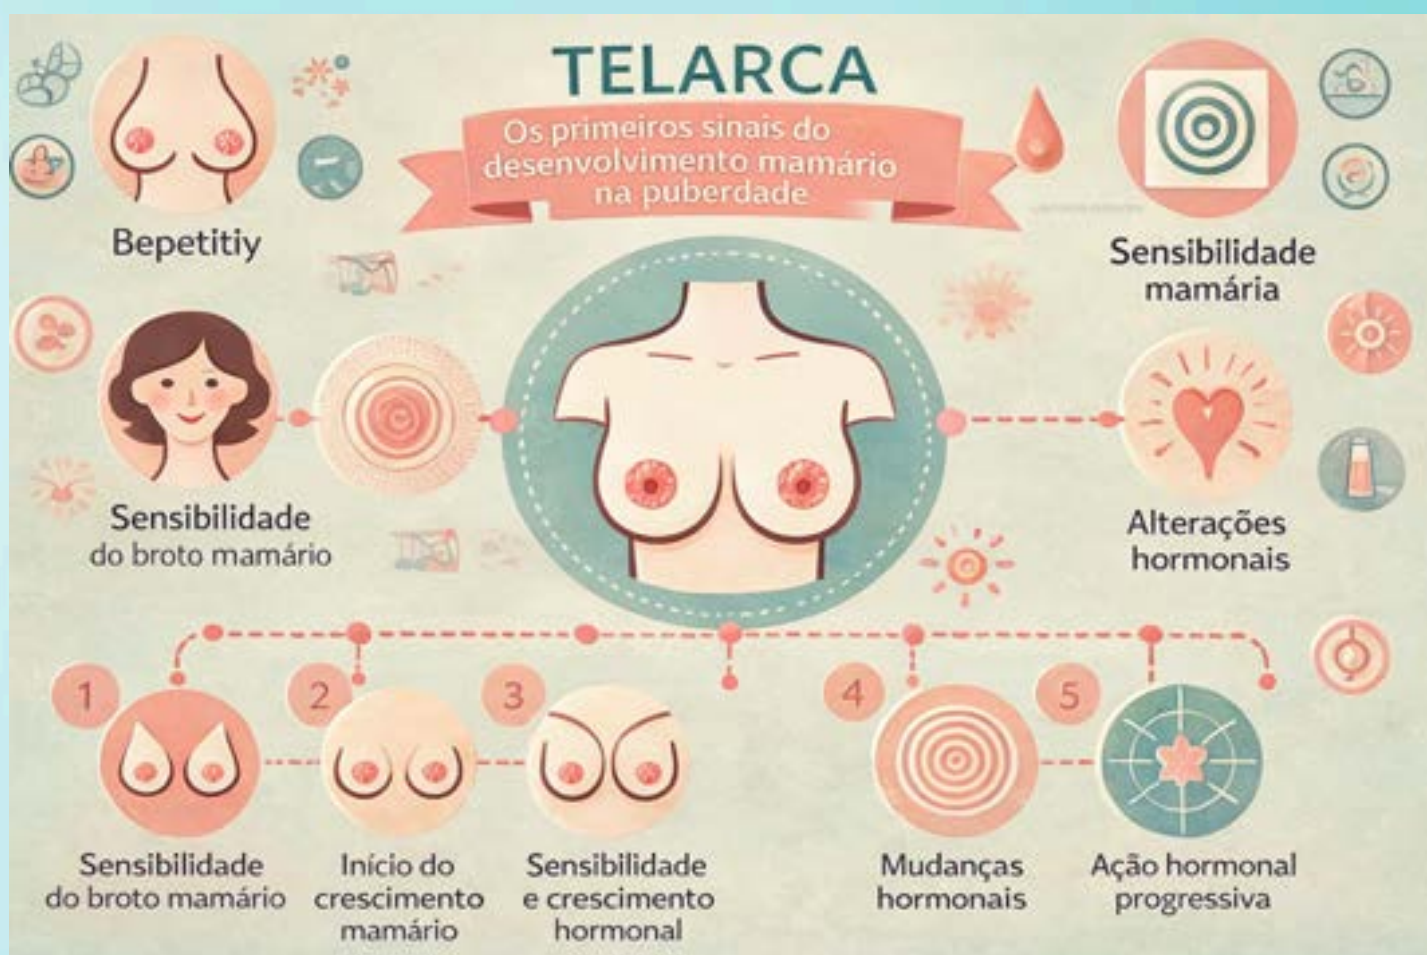 TELARCA
Os primeiros sinais do
desenvolvimento mamário
na puberdade
Bepetitiy
Sensibilidade
mamária
Sensibilidade
do broto mamário
Alterações
hormonais
1
2
3
4
5
Sensibilidade
do broto mamário
Início do
crescimento
mamário
Sensibilidade
e crescimento
hormonal
Mudanças
hormonais
Ação hormonal
progressiva